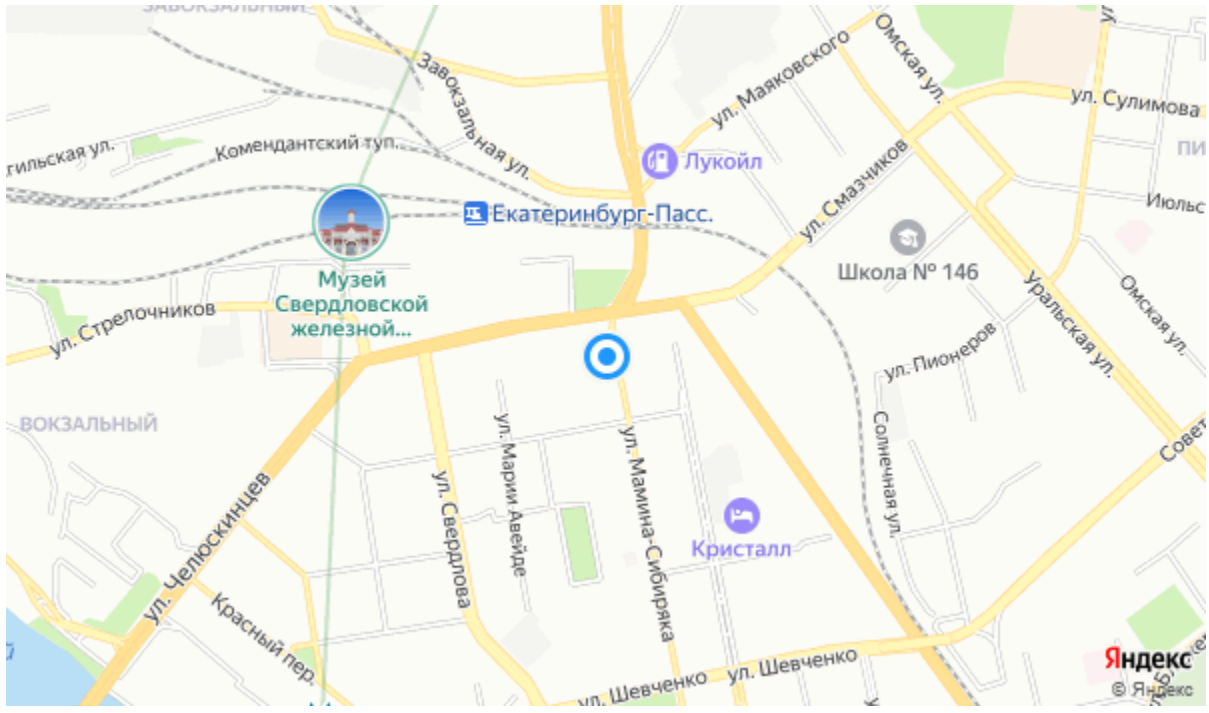 ЗАВОКЗАЛЬНЫЙ
Завокзальная ул.
ул. Маяковского
Омская ул.
ул. Сулимова
гильская ул.
Комендантский туп.
Лукойл
ул. Смазчиков
ПИ
Июльс
Екатеринбург-Пасс.
Школа № 146
Музей
Свердловской
железной...
ул. Стрелочников
Уральская ул.
Омская ул.
ул. Пионеров
ВОКЗАЛЬНЫЙ
ул. Марии Авейде
ул. Свердлова
ул. Мамина-Сибиряка
Солнечная ул.
Совет
ул. Челюскинцев
Кристалл
Красный пер.
ул. Шевченко
ул. Шевченко
Яндекс
© Яндекс